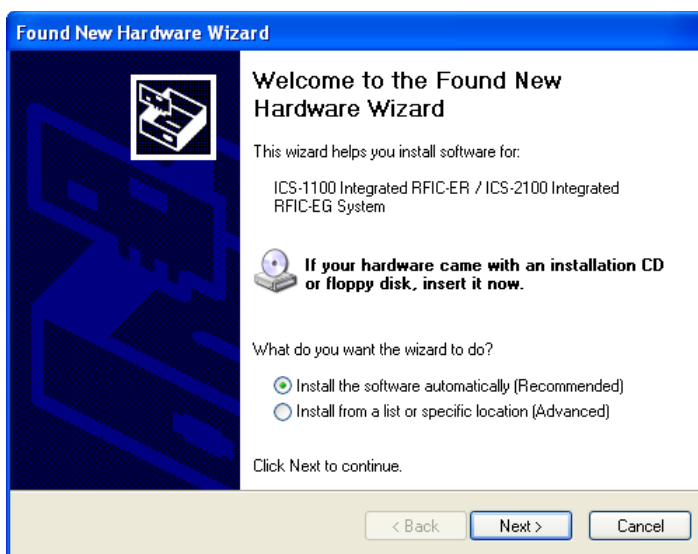 Found New Hardware Wizard
Welcome to the Found New
Hardware Wizard
This wizard helps you install software for:
ICS-1100 Integrated RFIC-ER / ICS-2100 Integrated
RFIC-EG System
If your hardware came with an installation CD
or floppy disk, insert it now.
What do you want the wizard to do?
Install the software automatically (Recommended)
Install from a list or specific location (Advanced)
Click Next to continue.
< Back Next > Cancel